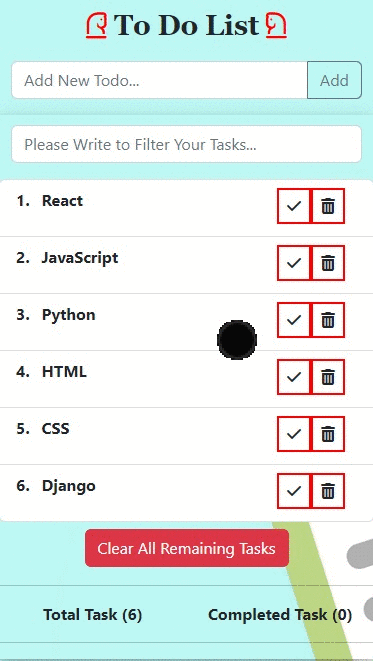 To Do List
Add New Todo...
Add
Please Write to Filter Your Tasks...
1. React
2. JavaScript
3. Python
4. HTML
5. CSS
6. Django
Clear All Remaining Tasks
Total Task (6) Completed Task (0)